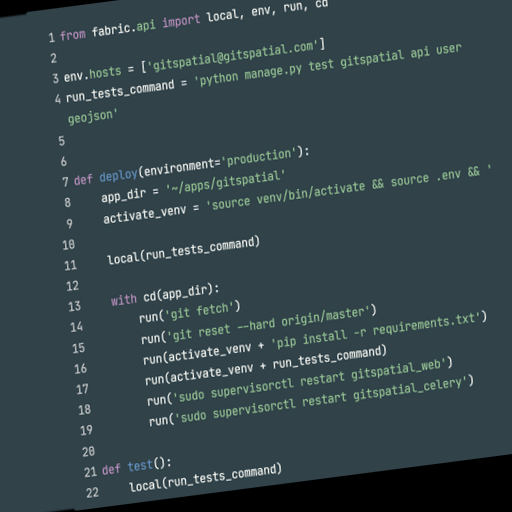 1 from fabric.api import local, env, run, cd
2
3 env.hosts = ['gitspatial@gitspatial.com']
4 run_tests_command = 'python manage.py test gitspatial api user
geojson'
5
6
7 def deploy(environment='production'):
8     app_dir = '~/apps/gitspatial'
9     activate_venv = 'source venv/bin/activate && source .env && '
10
11     local(run_tests_command)
12
13     with cd(app_dir):
14         run('git fetch')
15         run('git reset --hard origin/master')
16         run(activate_venv + 'pip install -r requirements.txt')
17         run(activate_venv + run_tests_command)
18         run('sudo supervisorctl restart gitspatial_web')
19         run('sudo supervisorctl restart gitspatial_celery')
20
21 def test():
22     local(run_tests_command)